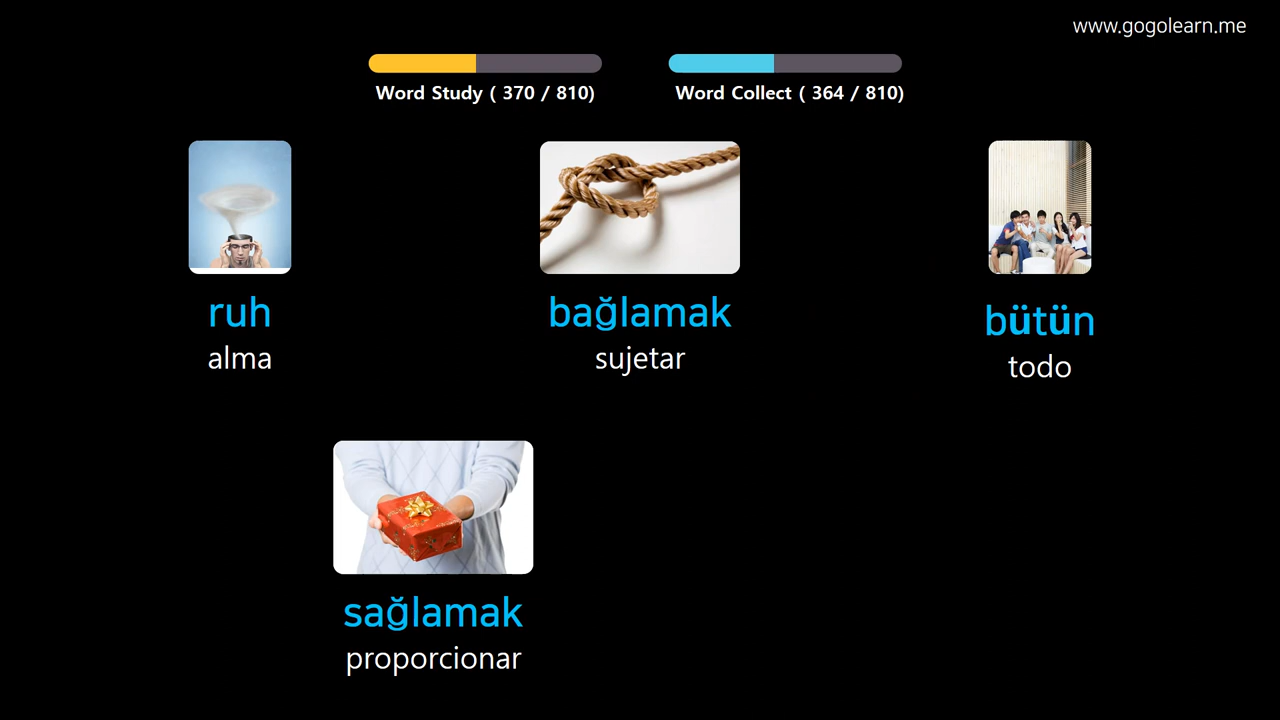 www.gogolearn.me
Word Study ( 370 / 810)
Word Collect ( 364 / 810)
ruh
alma
bağlamak
sujetar
bütün
todo
sağlamak
proporcionar